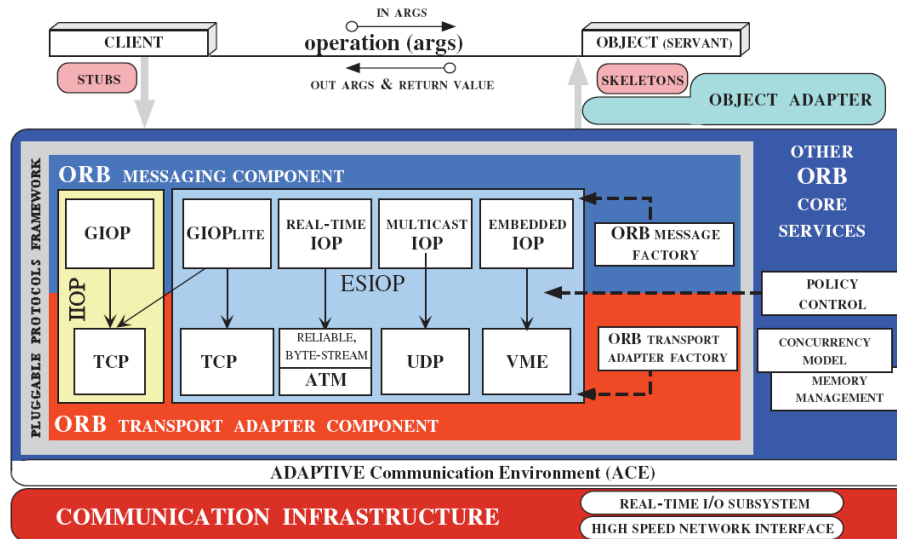 IN ARGS
CLIENT
operation (args)
OBJECT (SERVANT)
STUBS
OUT ARGS & RETURN VALUE
SKELETONS
OBJECT ADAPTER
PLUGGABLE PROTOCOLS FRAMEWORK
ORB MESSAGING COMPONENT
OTHER
ORB
CORE
SERVICES
GIOP
GIOPLITE
REAL-TIME
IOP
MULTICAST
IOP
EMBEDDED
IOP
ORB MESSAGE
FACTORY
IIOP
ESIOP
POLICY
CONTROL
TCP
TCP
RELIABLE,
BYTE-STREAM
ATM
UDP
VME
ORB TRANSPORT
ADAPTER FACTORY
CONCURRENCY
MODEL
MEMORY
MANAGEMENT
ORB TRANSPORT ADAPTER COMPONENT
ADAPTIVE Communication Environment (ACE)
COMMUNICATION INFRASTRUCTURE
REAL-TIME I/O SUBSYSTEM
HIGH SPEED NETWORK INTERFACE